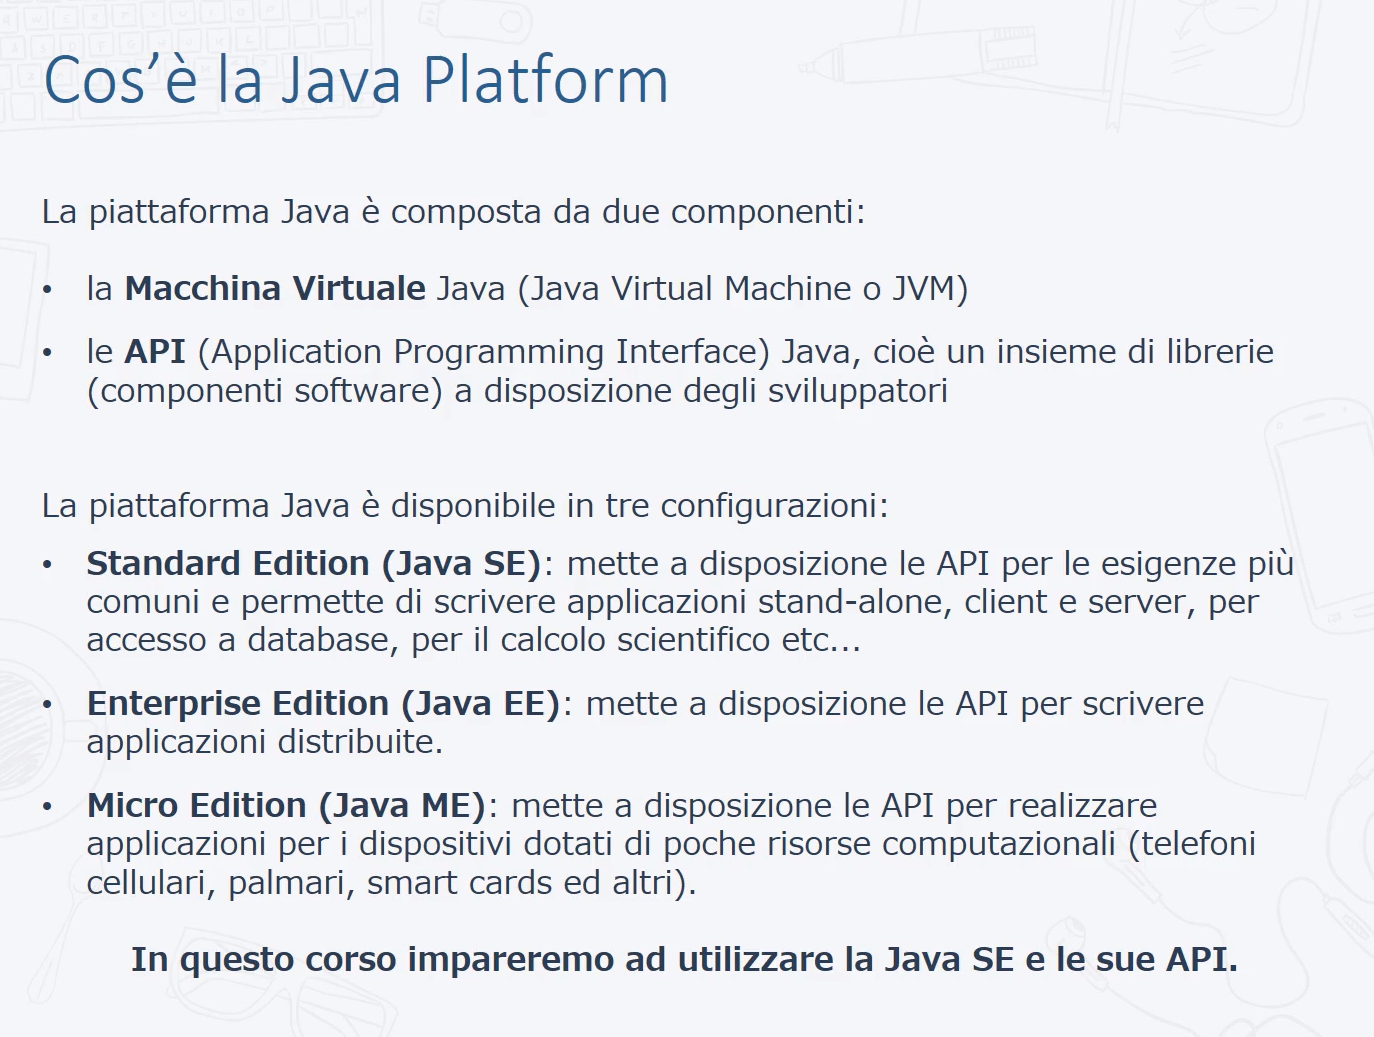 Cos’è la Java Platform
La piattaforma Java è composta da due componenti:
• la Macchina Virtuale Java (Java Virtual Machine o JVM)
• le API (Application Programming Interface) Java, cioè un insieme di librerie
(componenti software) a disposizione degli sviluppatori
La piattaforma Java è disponibile in tre configurazioni:
• Standard Edition (Java SE): mette a disposizione le API per le esigenze più
comuni e permette di scrivere applicazioni stand-alone, client e server, per
accesso a database, per il calcolo scientifico etc...
• Enterprise Edition (Java EE): mette a disposizione le API per scrivere
applicazioni distribuite.
• Micro Edition (Java ME): mette a disposizione le API per realizzare
applicazioni per i dispositivi dotati di poche risorse computazionali (telefoni
cellulari, palmari, smart cards ed altri).
In questo corso impareremo ad utilizzare la Java SE e le sue API.